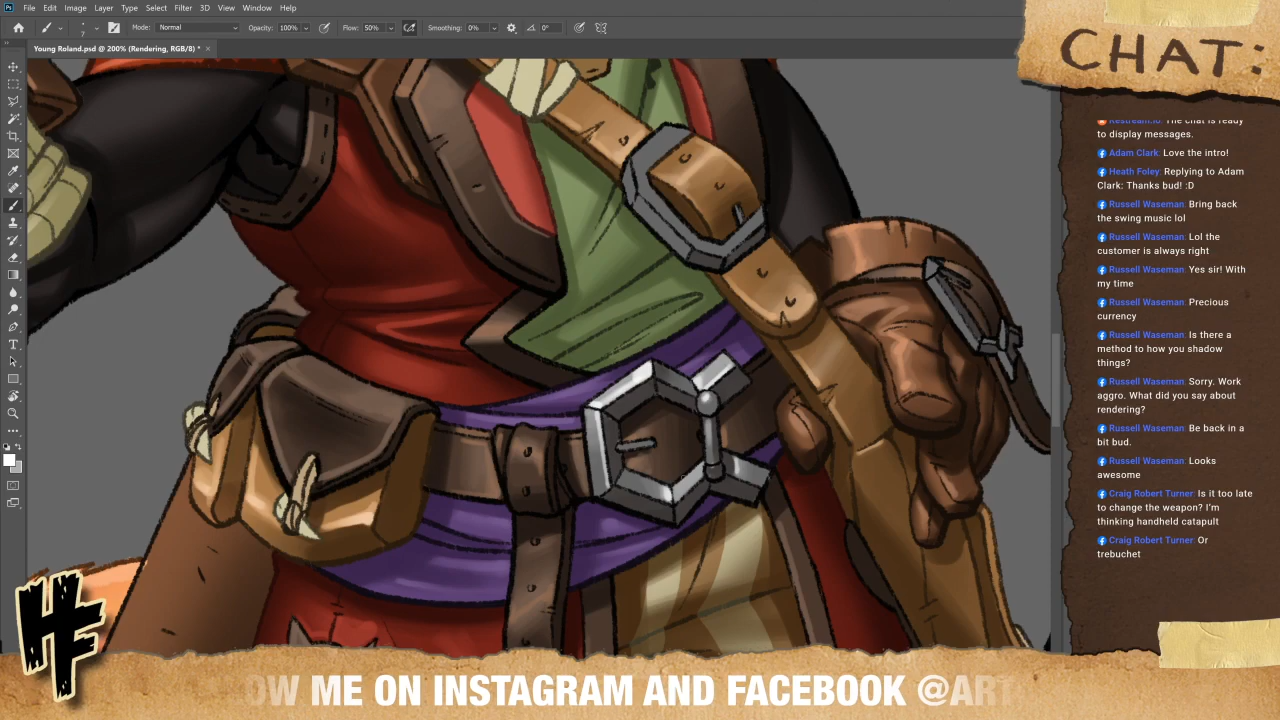 Ps File Edit Image Layer Type Select Filter 3D View Window Help
7 Mode: Normal Opacity: 100% Flow: 50% Smoothing: 0% 0°
Young Roland.psd @ 200% (Rendering, RGB/8) * ×
CHAT:
Restream.io: The chat is ready
to display messages.
Adam Clark: Love the intro!
Heath Foley: Replying to Adam
Clark: Thanks bud! :D
Russell Waseman: Bring back
the swing music lol
Russell Waseman: Lol the
customer is always right
Russell Waseman: Yes sir! With
my time
Russell Waseman: Precious
currency
Russell Waseman: Is there a
method to how you shadow
things?
Russell Waseman: Sorry. Work
aggro. What did you say about
rendering?
Russell Waseman: Be back in a
bit bud.
Russell Waseman: Looks
awesome
Craig Robert Turner: Is it too late
to change the weapon? I'm
thinking handheld catapult
Craig Robert Turner: Or
trebuchet
HF
OW ME ON INSTAGRAM AND FACEBOOK @ART